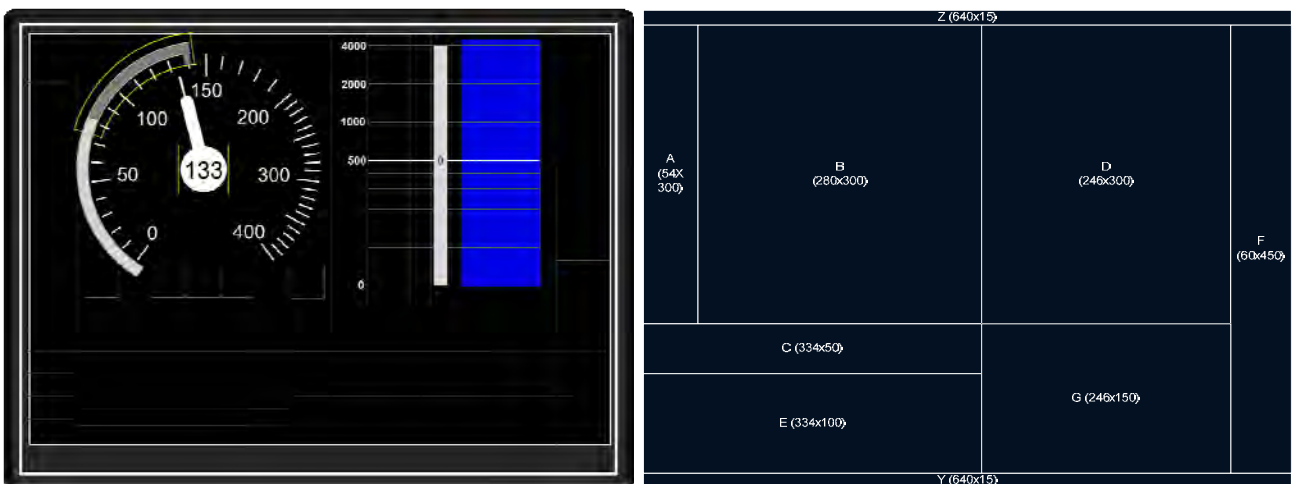 4000
2000
1000
500
0
0
150
100
200
133
50
300
0
400
Z (640x15)
A
(54X
300)
B
(280x300)
D
(246x300)
F
(60x450)
C (334x50)
G (246x150)
E (334x100)
Y (640x15)